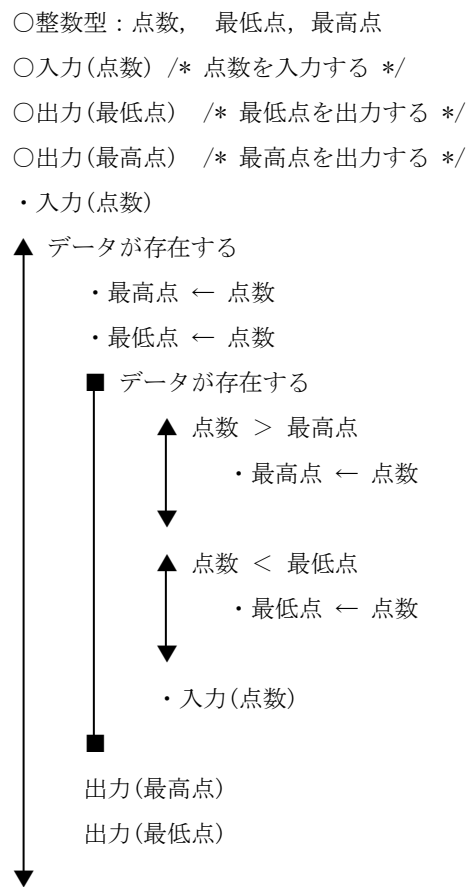 ○整数型：点数, 最低点, 最高点
○入力(点数) /* 点数を入力する */
○出力(最低点) /* 最低点を出力する */
○出力(最高点) /* 最高点を出力する */
・入力(点数)
▲ データが存在する
・最高点 ← 点数
・最低点 ← 点数
■ データが存在する
▲ 点数 ＞ 最高点
・最高点 ← 点数
▼
▲ 点数 ＜ 最低点
・最低点 ← 点数
▼
・入力(点数)
■
出力(最高点)
出力(最低点)
▼